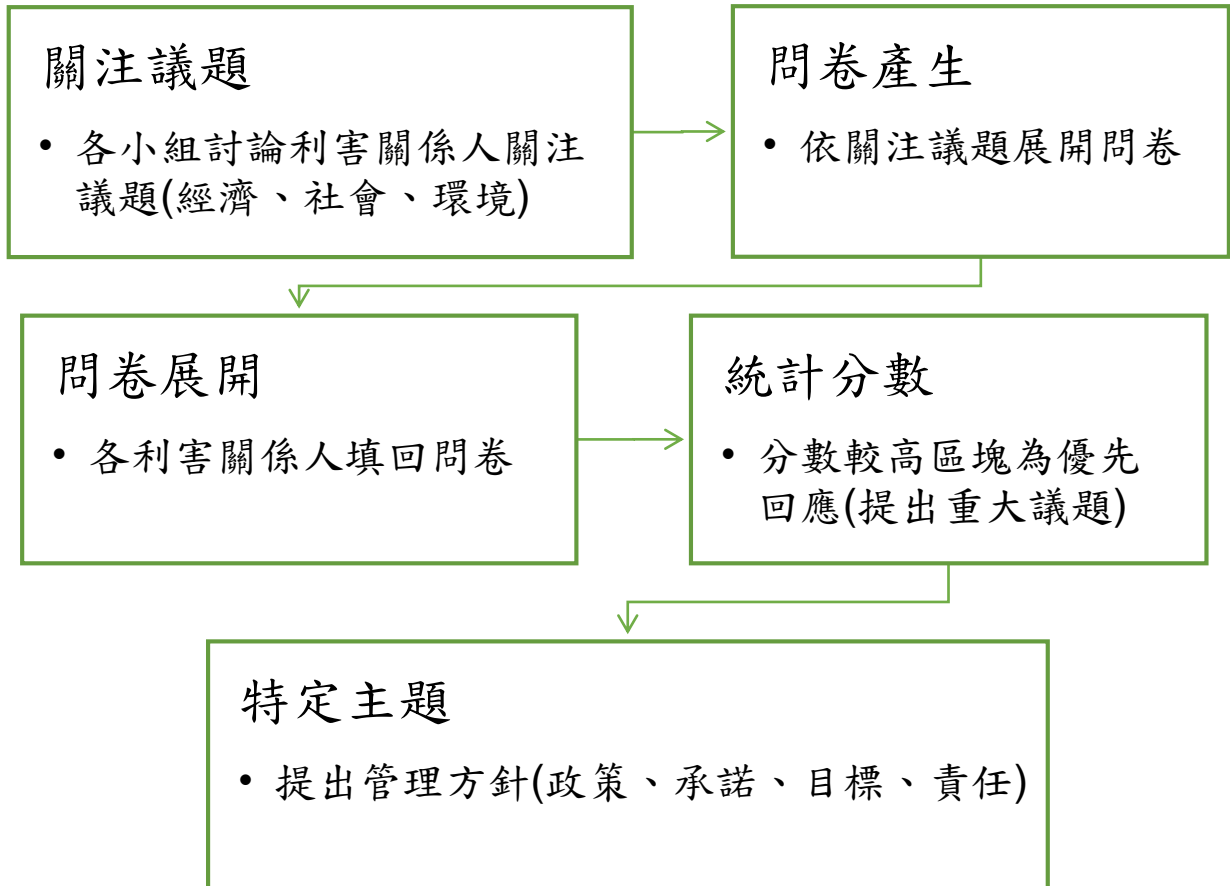 關注議題
• 各小組討論利害關係人關注
議題(經濟、社會、環境)
問卷產生
• 依關注議題展開問卷
問卷展開
• 各利害關係人填回問卷
統計分數
• 分數較高區塊為優先
回應(提出重大議題)
特定主題
• 提出管理方針(政策、承諾、目標、責任)